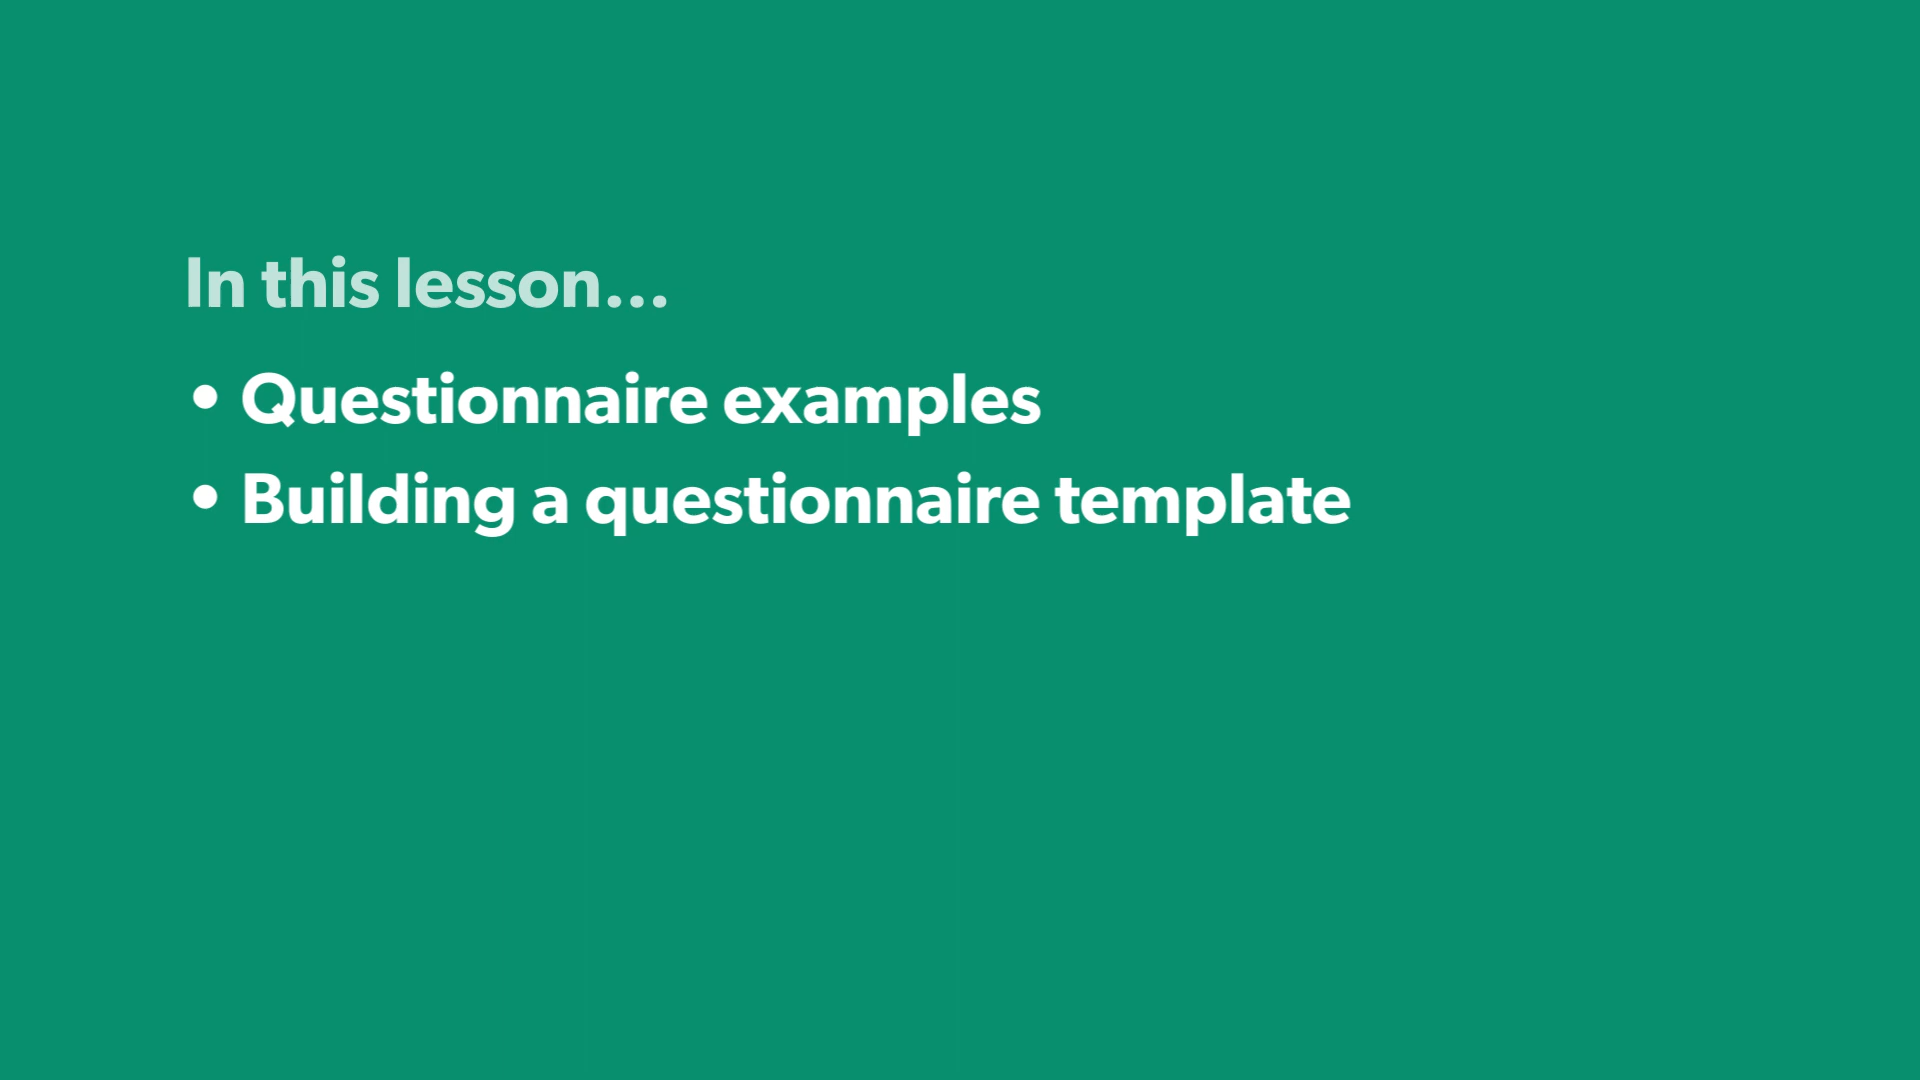 In this lesson...
• Questionnaire examples
• Building a questionnaire template